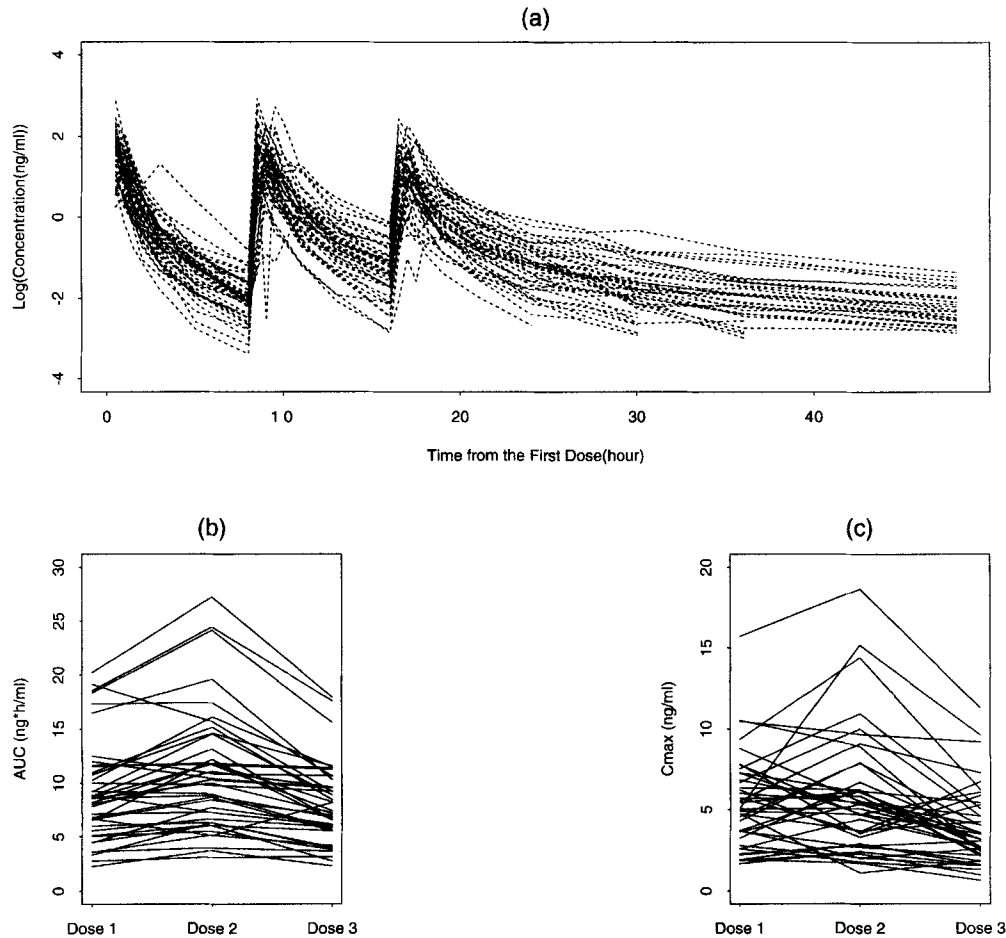 (a)
Log(Concentration(ng/ml))
4
2
0
-2
-4
0 10 20 30 40
Time from the First Dose(hour)
(b)
AUC (ng*h/ml)
30
25
20
15
10
5
0
Dose 1 Dose 2 Dose 3
(c)
Cmax (ng/ml)
20
15
10
5
0
Dose 1 Dose 2 Dose 3